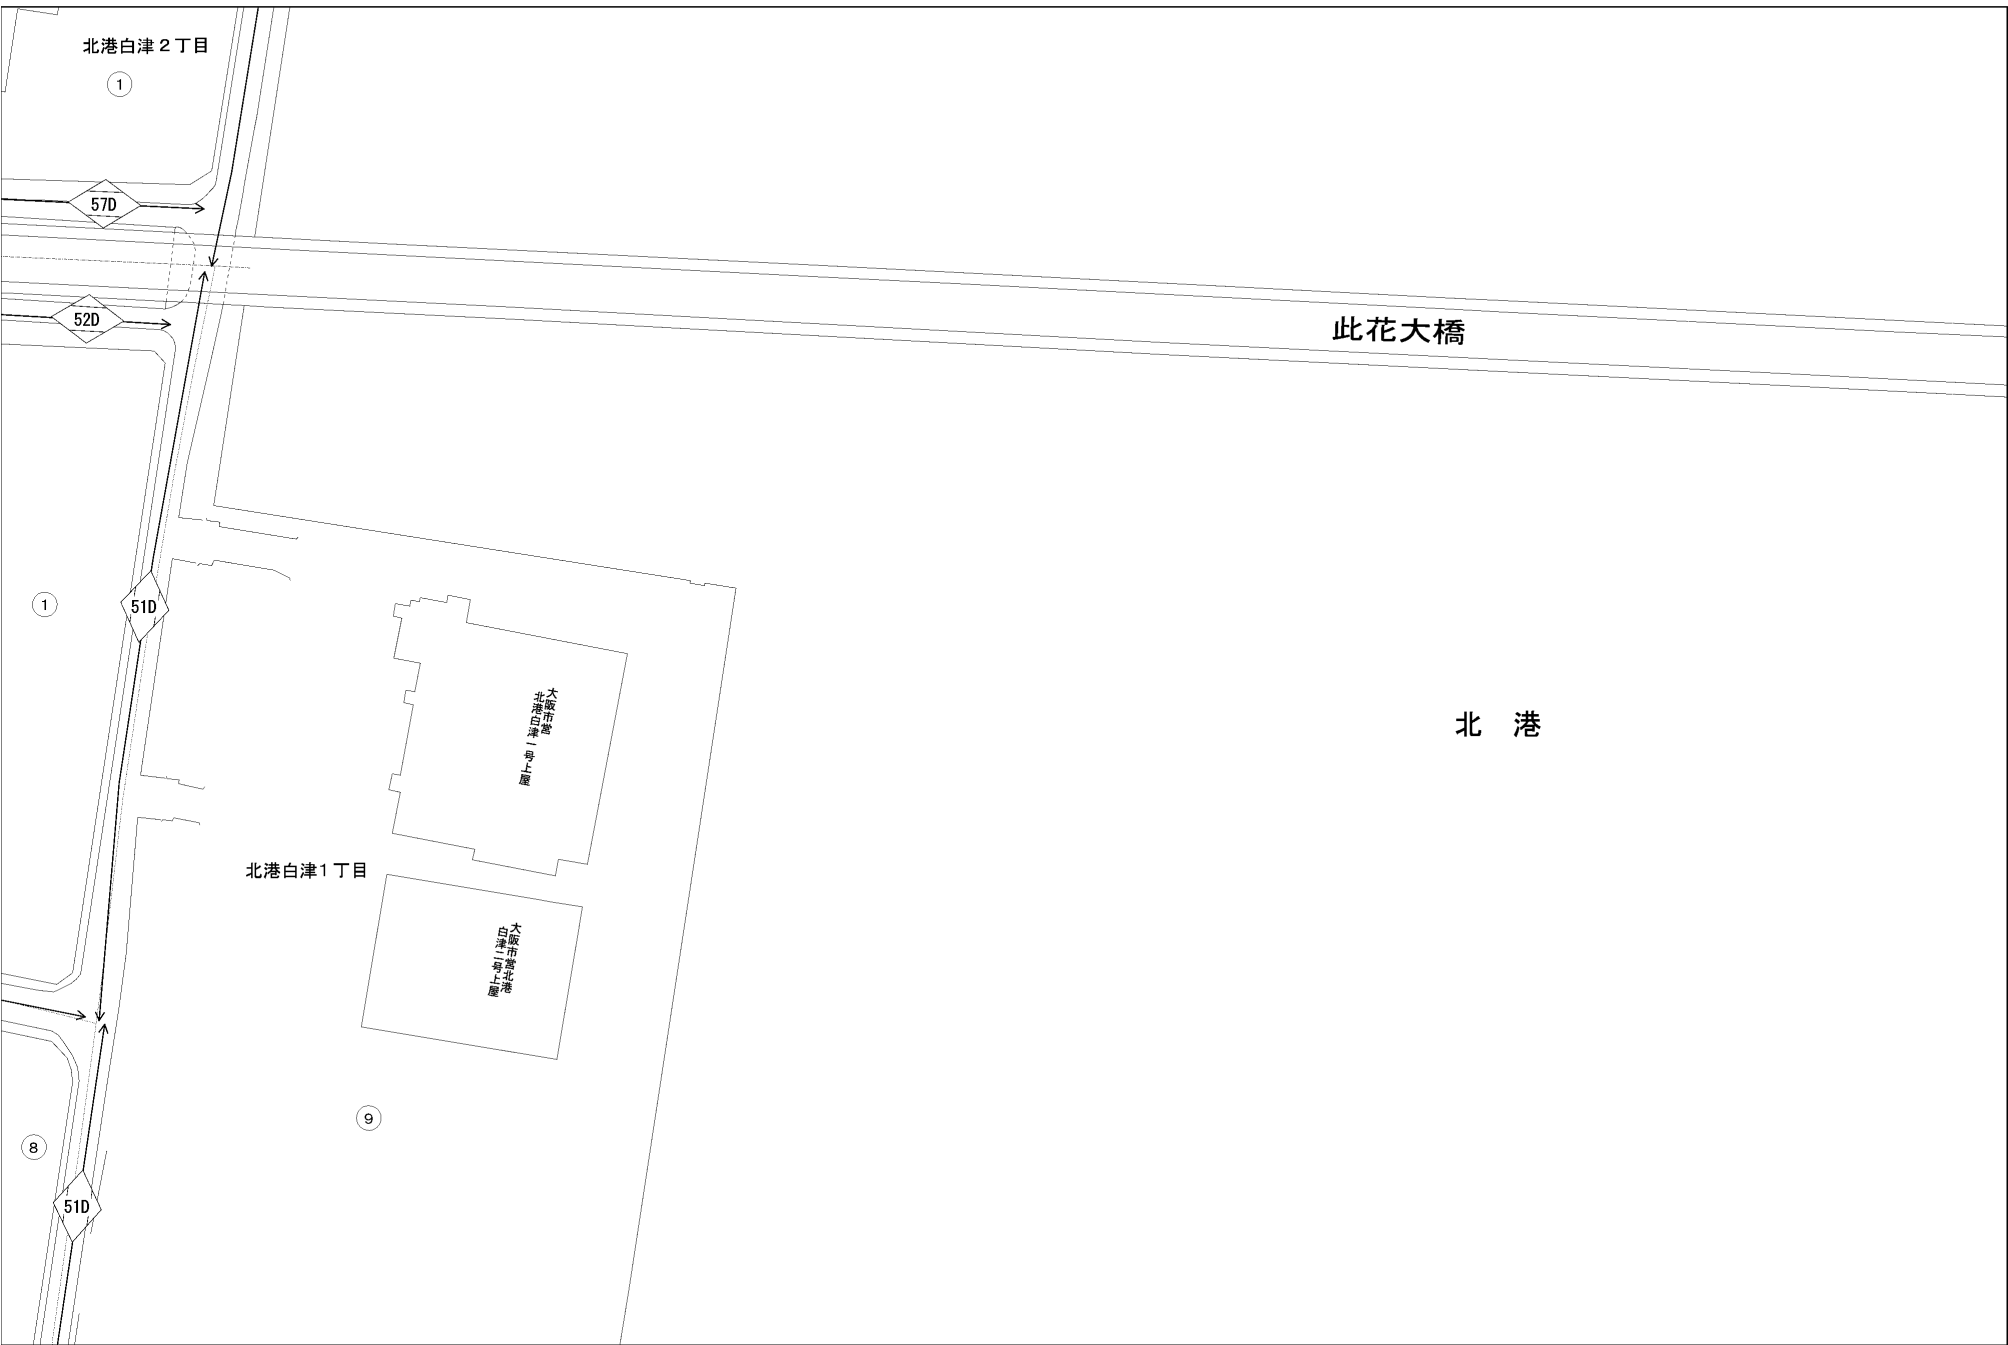 北港白津２丁目
1
57D
52D
此花大橋
1
51D
大阪市営
北港白津一号上屋
北　港
北港白津1丁目
大阪市営北港
白津二号上屋
9
8
51D